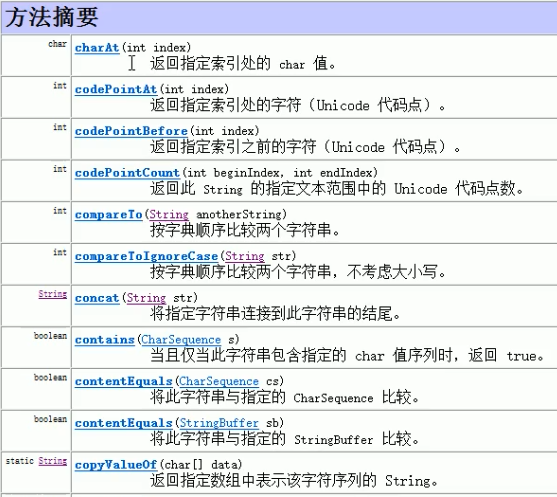 方法摘要
char charAt(int index)
返回指定索引处的 char 值。
int codePointAt(int index)
返回指定索引处的字符（Unicode 代码点）。
int codePointBefore(int index)
返回指定索引之前的字符（Unicode 代码点）。
int codePointCount(int beginIndex, int endIndex)
返回此 String 的指定文本范围中的 Unicode 代码点数。
int compareTo(String anotherString)
按字典顺序比较两个字符串。
int compareToIgnoreCase(String str)
按字典顺序比较两个字符串，不考虑大小写。
String concat(String str)
将指定字符串连接到此字符串的结尾。
boolean contains(CharSequence s)
当且仅当此字符串包含指定的 char 值序列时，返回 true。
boolean contentEquals(CharSequence cs)
将此字符串与指定的 CharSequence 比较。
boolean contentEquals(StringBuffer sb)
将此字符串与指定的 StringBuffer 比较。
static String copyValueOf(char[] data)
返回指定数组中表示该字符序列的 String。